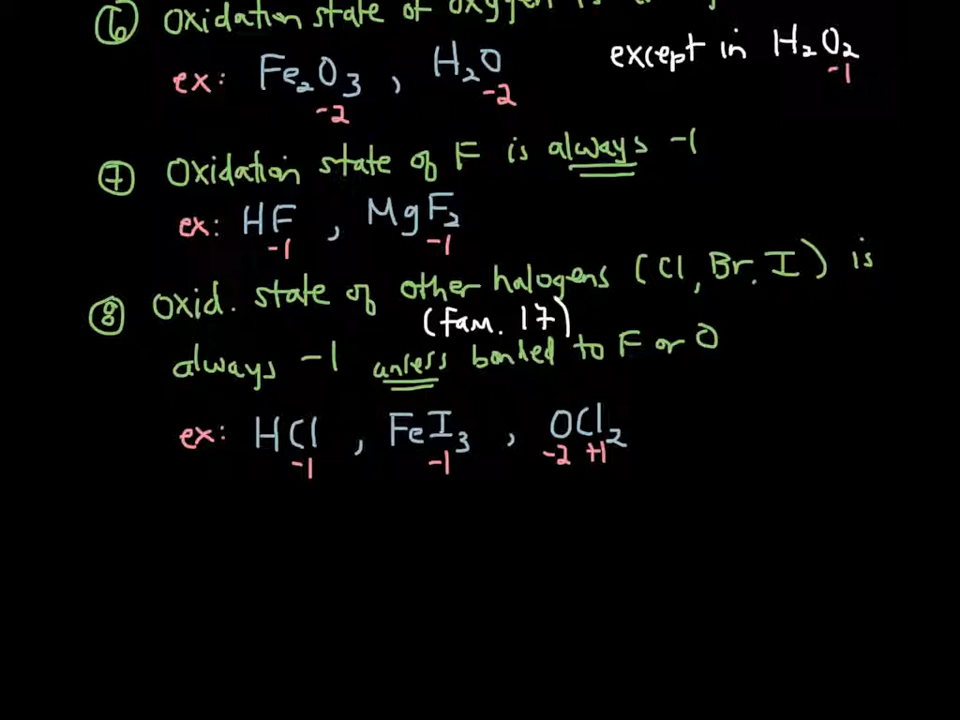 ⑥ Oxidation state of oxygen is
except in H₂O₂
-1
ex: Fe₂O₃ , H₂O
-2 -2
⑦ Oxidation state of F is always -1
ex: HF , MgF₂
-1 -1
⑧ Oxid. state of other halogens (Cl, Br, I) is
(Fam. 17)
always -1 unless bonded to F or O
ex: HCl , FeI₃ , OCl₂
-1 -1 -2 +1